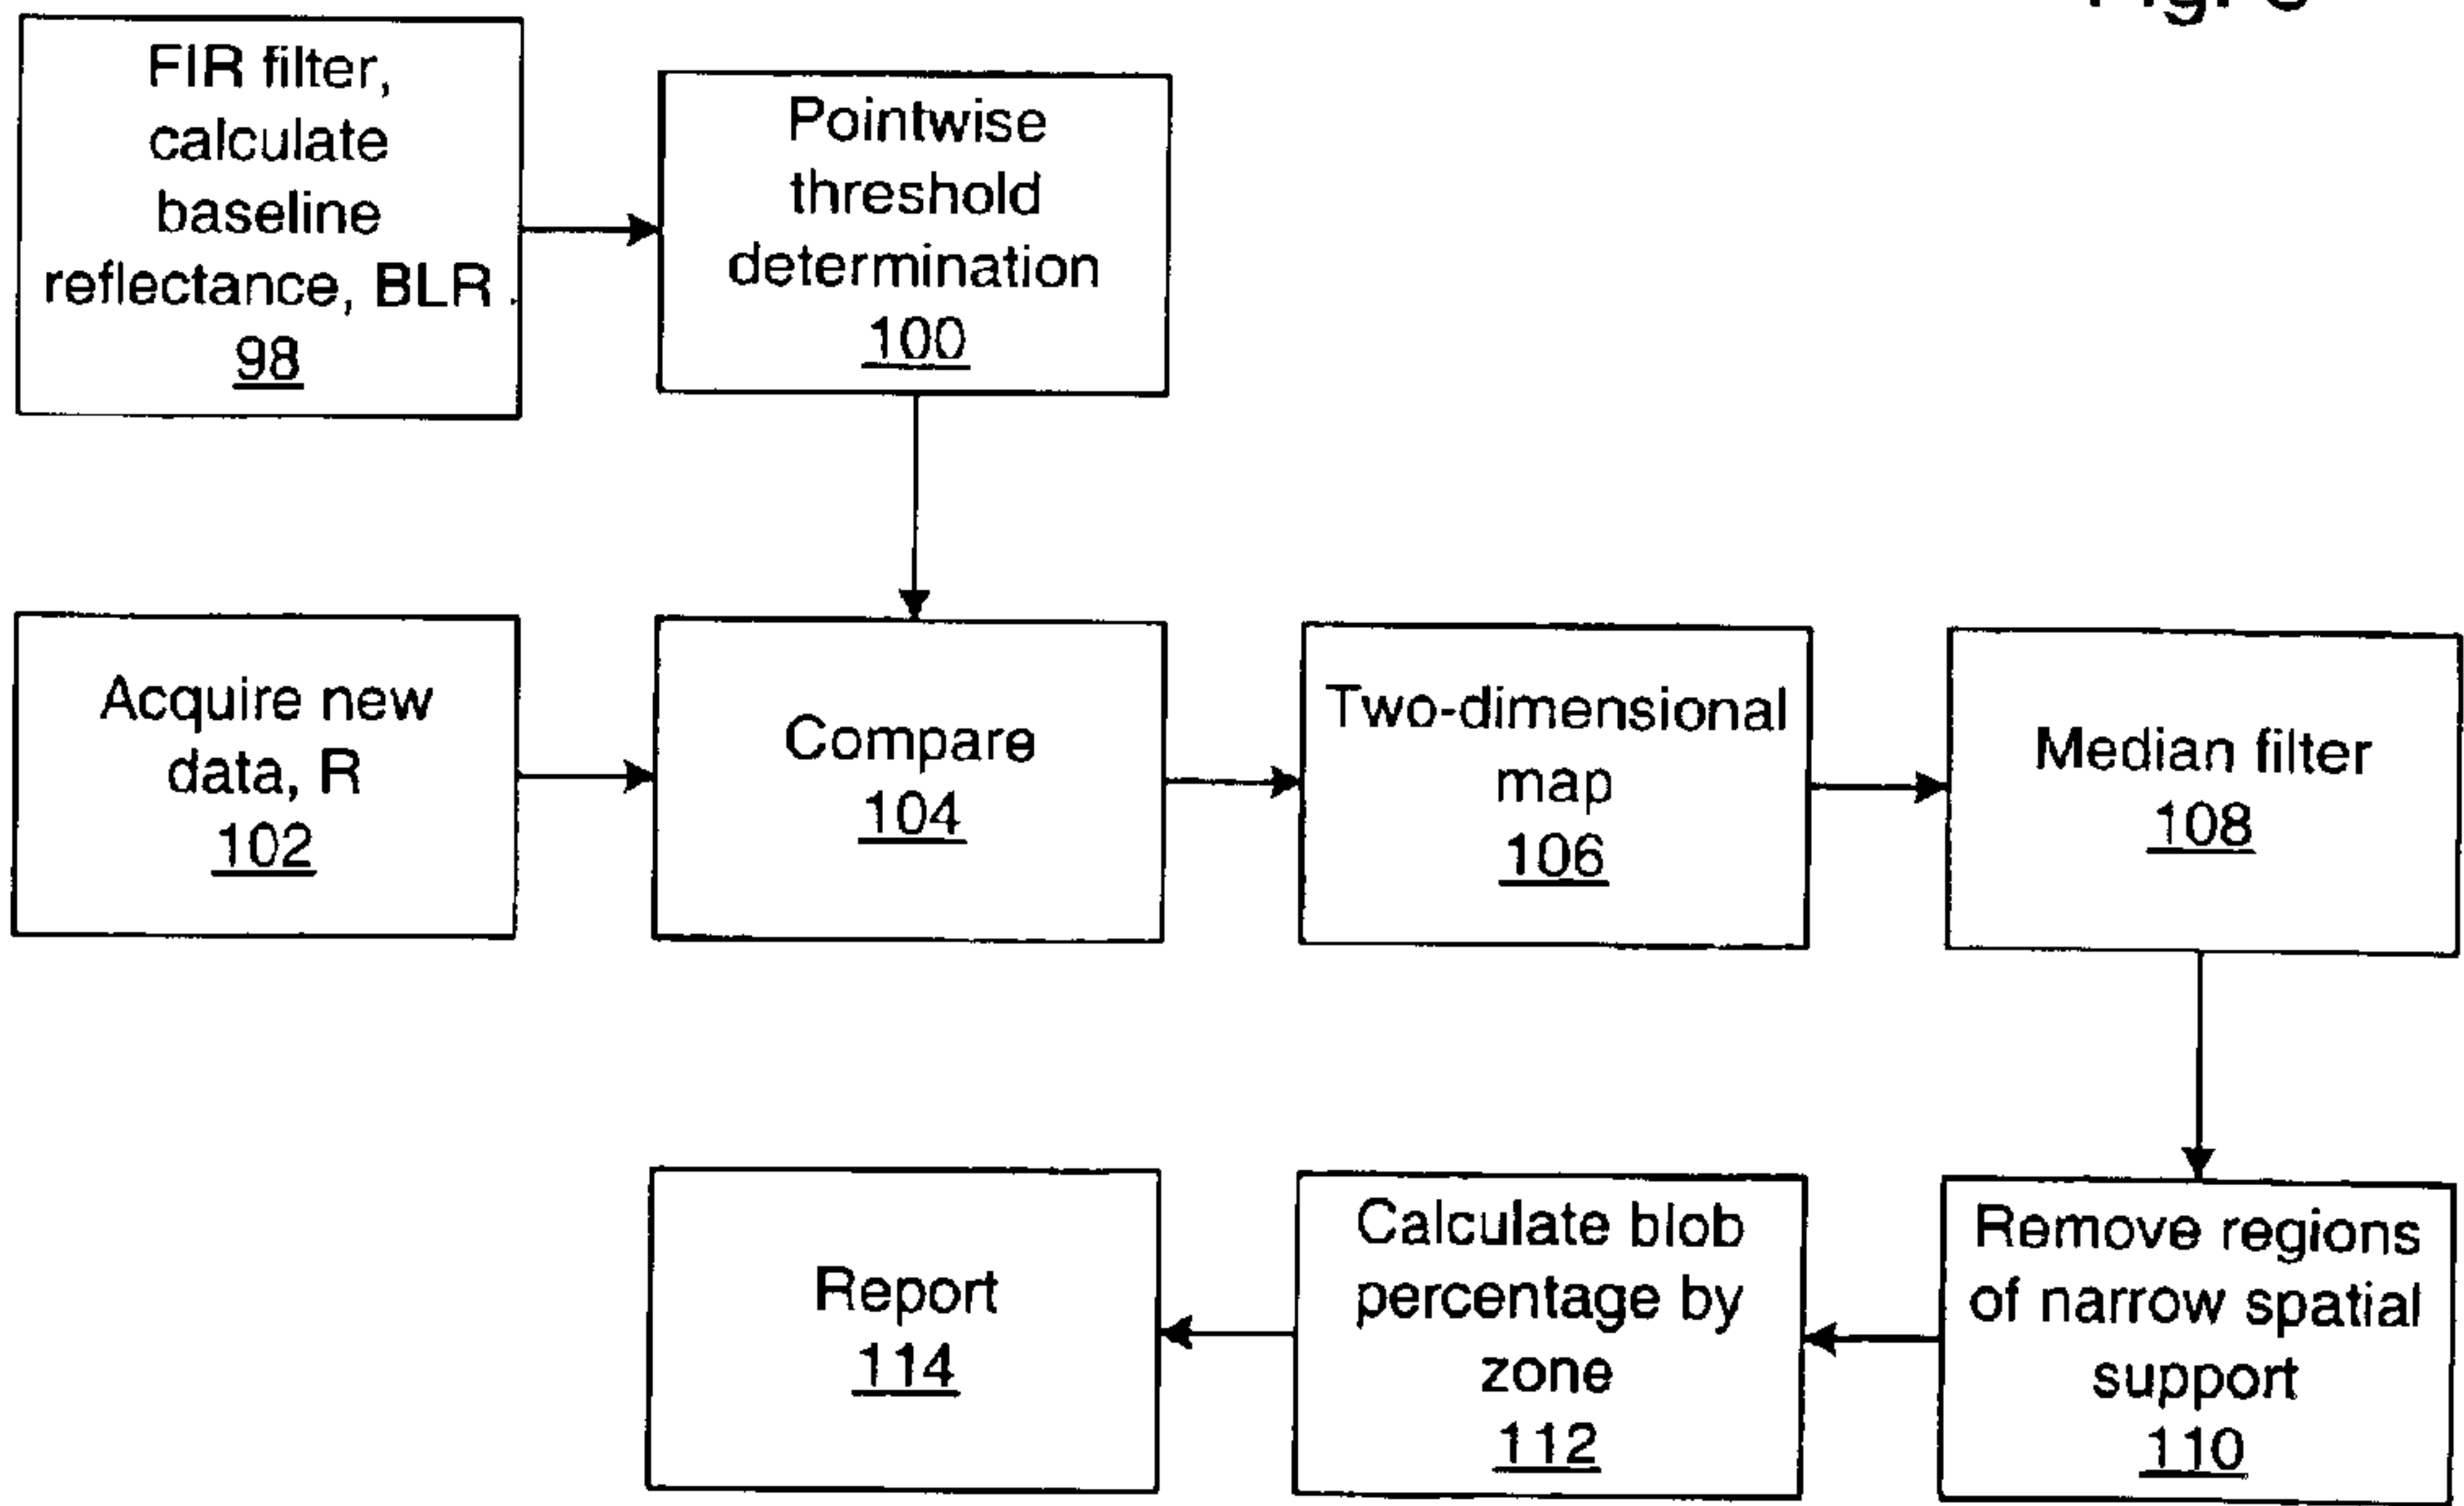 FIR filter,
calculate
baseline
reflectance, BLR
98
Pointwise
threshold
determination
100
Acquire new
data, R
102
Compare
104
Two-dimensional
map
106
Median filter
108
Remove regions
of narrow spatial
support
110
Calculate blob
percentage by
zone
112
Report
114